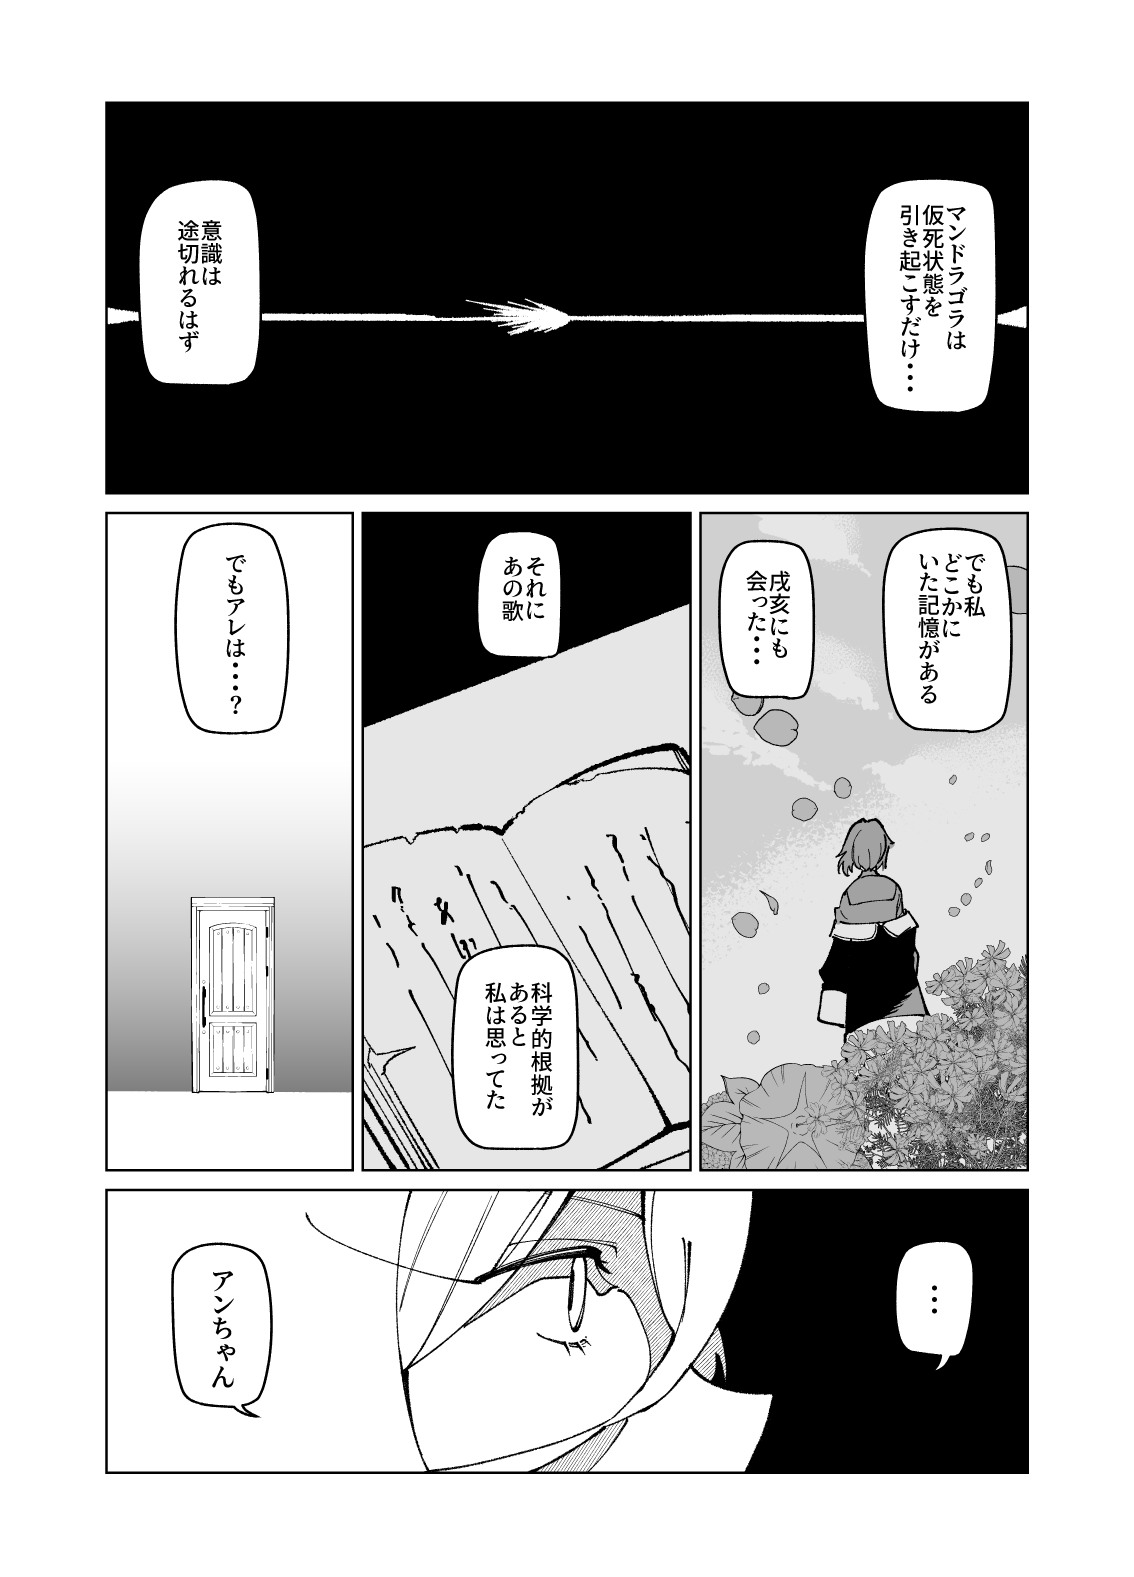 マンドラゴラは
仮死状態を
引き起こすだけ・・・
意識は
途切れるはず
でも私
どこかに
いた記憶がある
戌亥にも
会った・・・
それに
あの歌
科学的根拠が
あると
私は思ってた
でもアレは・・・？
・・・
アンちゃん